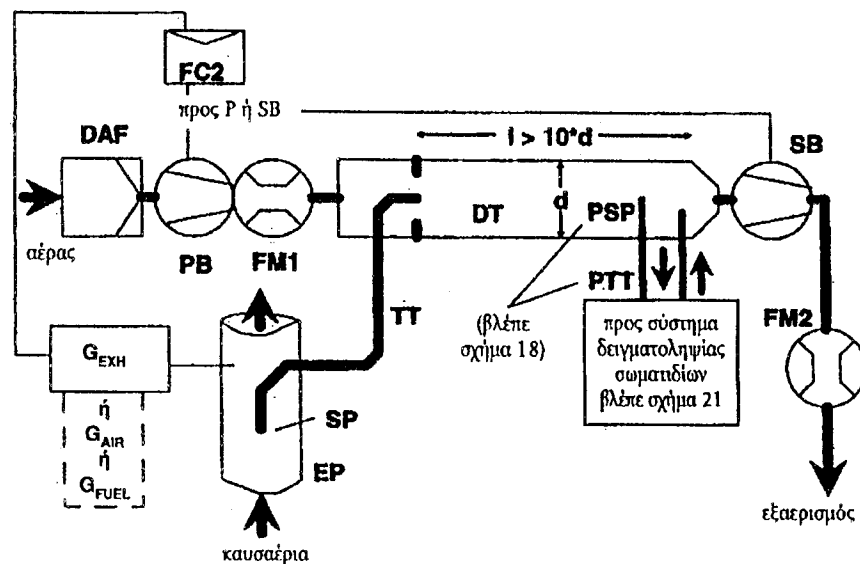 FC2
προς P ή SB
DAF
l > 10*d
SB
d
DT
PSP
αέρας
PB
FM1
PTT
TT
(βλέπε
σχήμα 18)
προς σύστημα
δειγματοληψίας
σωματιδίων
βλέπε σχήμα 21
FM2
G_EXH
ή
G_AIR
ή
G_FUEL
SP
EP
εξαερισμός
καυσαέρια